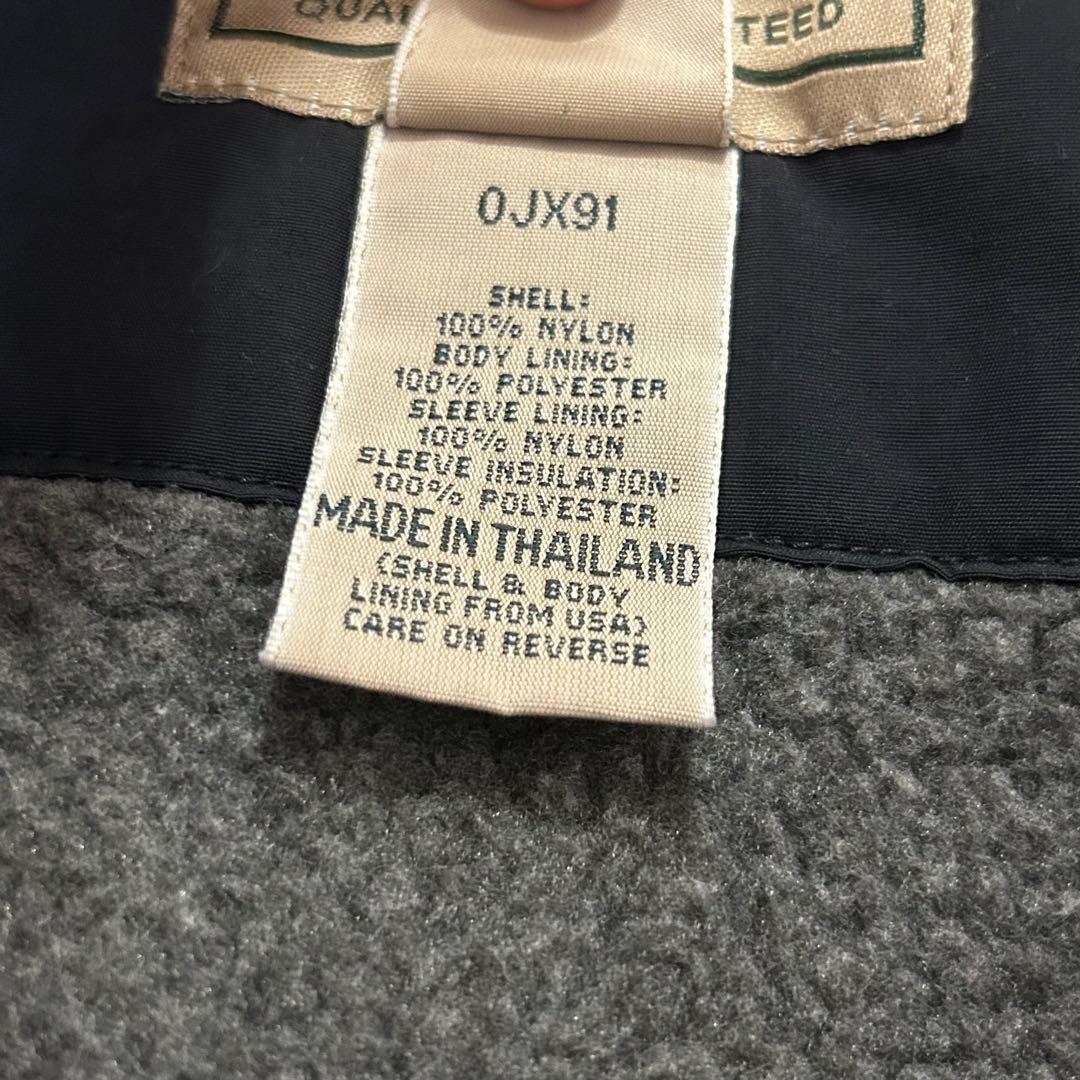 QUA TEED
0JX91
SHELL:
100% NYLON
BODY LINING:
100% POLYESTER
SLEEVE LINING:
100% NYLON
SLEEVE INSULATION:
100% POLYESTER
MADE IN THAILAND
(SHELL & BODY
LINING FROM USA)
CARE ON REVERSE